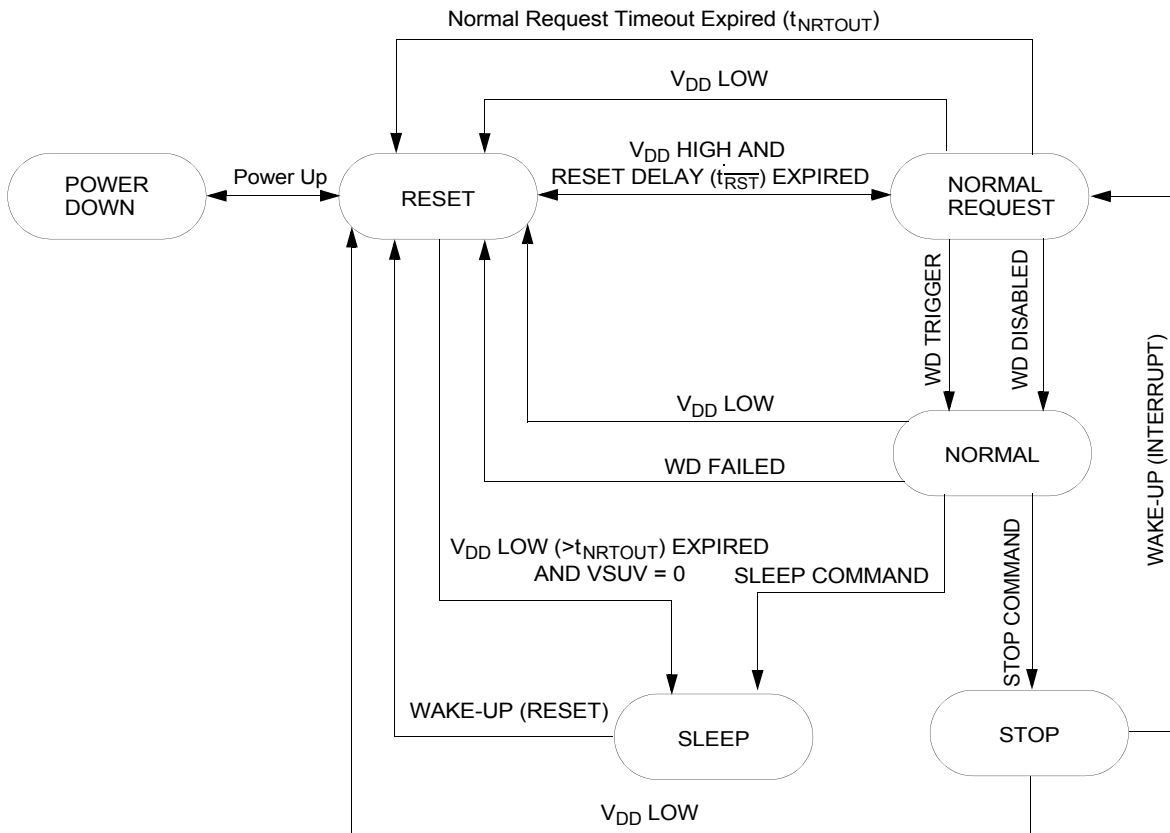 Normal Request Timeout Expired (tNRTOUT)
VDD LOW
VDD HIGH AND
RESET DELAY (tRST) EXPIRED
POWER
DOWN
Power Up
RESET
NORMAL
REQUEST
WD TRIGGER
WD DISABLED
WAKE-UP (INTERRUPT)
VDD LOW
NORMAL
WD FAILED
VDD LOW (>tNRTOUT) EXPIRED
AND VSUV = 0
SLEEP COMMAND
STOP COMMAND
WAKE-UP (RESET)
SLEEP
STOP
VDD LOW